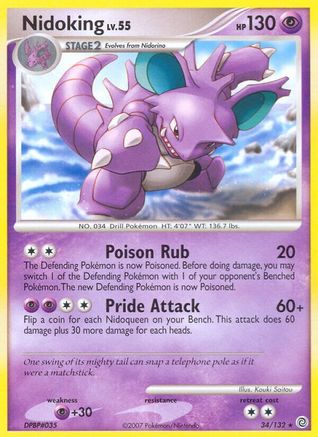 Nidoking LV.55 HP 130
STAGE2 Evolves from Nidorino
NO. 034 Drill Pokémon HT: 4'07" WT: 136.7 lbs.
Poison Rub 20
The Defending Pokémon is now Poisoned. Before doing damage, you may
switch 1 of the Defending Pokémon with 1 of your opponent's Benched
Pokémon. The new Defending Pokémon is not Poisoned.
Pride Attack 60+
Flip a coin for each Nidoqueen on your Bench. This attack does 60
damage plus 30 more damage for each heads.
One swing of its mighty tail can snap a telephone pole as if it
were a matchstick.
Illus. Kouki Saitou
weakness resistance retreat cost
+30
DPBP#035 ©2007 Pokémon/Nintendo 34/132 ★